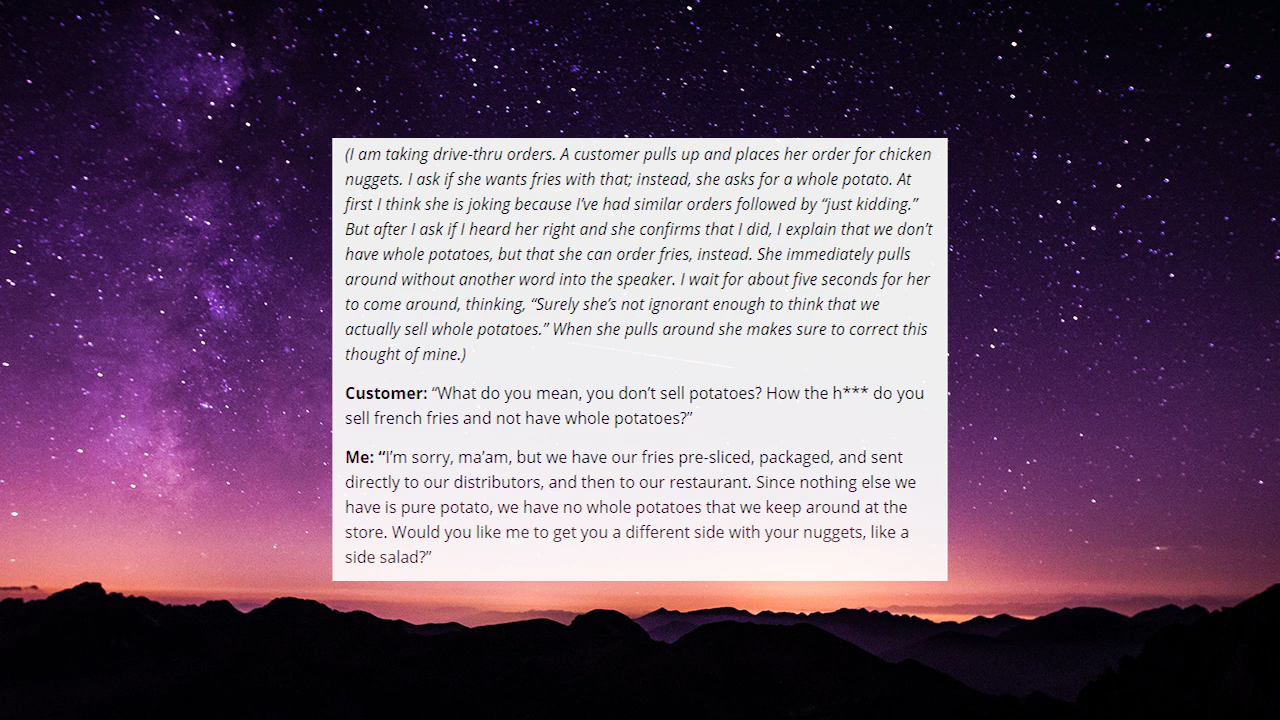 (I am taking drive-thru orders. A customer pulls up and places her order for chicken
nuggets. I ask if she wants fries with that; instead, she asks for a whole potato. At
first I think she is joking because I’ve had similar orders followed by “just kidding.”
But after I ask if I heard her right and she confirms that I did, I explain that we don’t
have whole potatoes, but that she can order fries, instead. She immediately pulls
around without another word into the speaker. I wait for about five seconds for her
to come around, thinking, “Surely she’s not ignorant enough to think that we
actually sell whole potatoes.” When she pulls around she makes sure to correct this
thought of mine.)
Customer: “What do you mean, you don’t sell potatoes? How the h*** do you
sell french fries and not have whole potatoes?”
Me: “I’m sorry, ma’am, but we have our fries pre-sliced, packaged, and sent
directly to our distributors, and then to our restaurant. Since nothing else we
have is pure potato, we have no whole potatoes that we keep around at the
store. Would you like me to get you a different side with your nuggets, like a
side salad?”